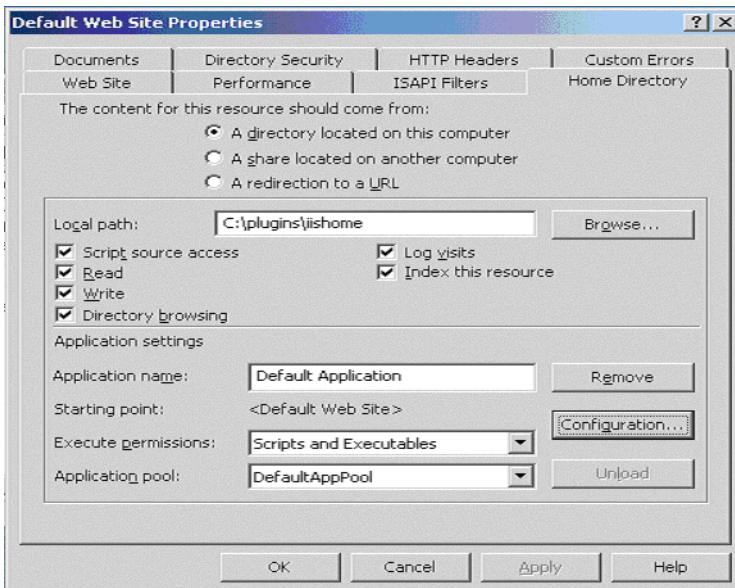 Default Web Site Properties
Documents Directory Security HTTP Headers Custom Errors
Web Site Performance ISAPI Filters Home Directory
The content for this resource should come from:
A directory located on this computer
A share located on another computer
A redirection to a URL
Local path: C:\plugins\iishome Browse...
Script source access Log visits
Read Index this resource
Write
Directory browsing
Application settings
Application name: Default Application Remove
Starting point: <Default Web Site>
Configuration...
Execute permissions: Scripts and Executables
Application pool: DefaultAppPool Unload
OK Cancel Apply Help